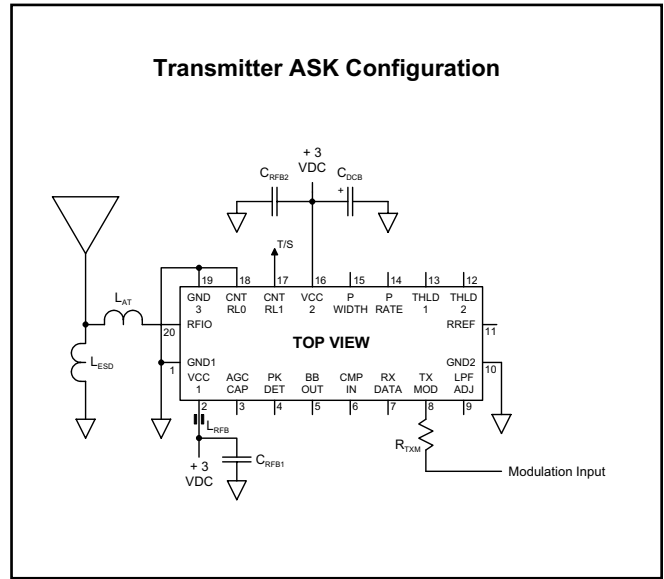 Transmitter ASK Configuration
+ 3
VDC
CRFB2
CDCB
+
T/S
19 18 17 16 15 14 13 12
GND 3
CNT RL0
CNT RL1
VCC 2
P WIDTH
P RATE
THLD 1
THLD 2
LAT
20
RFIO
RREF
11
TOP VIEW
LESD
1
GND1
GND2
10
VCC 1
AGC CAP
PK DET
BB OUT
CMP IN
RX DATA
TX MOD
LPF ADJ
2 3 4 5 6 7 8 9
LRFB
+ 3
VDC
CRFB1
RTXM
Modulation Input